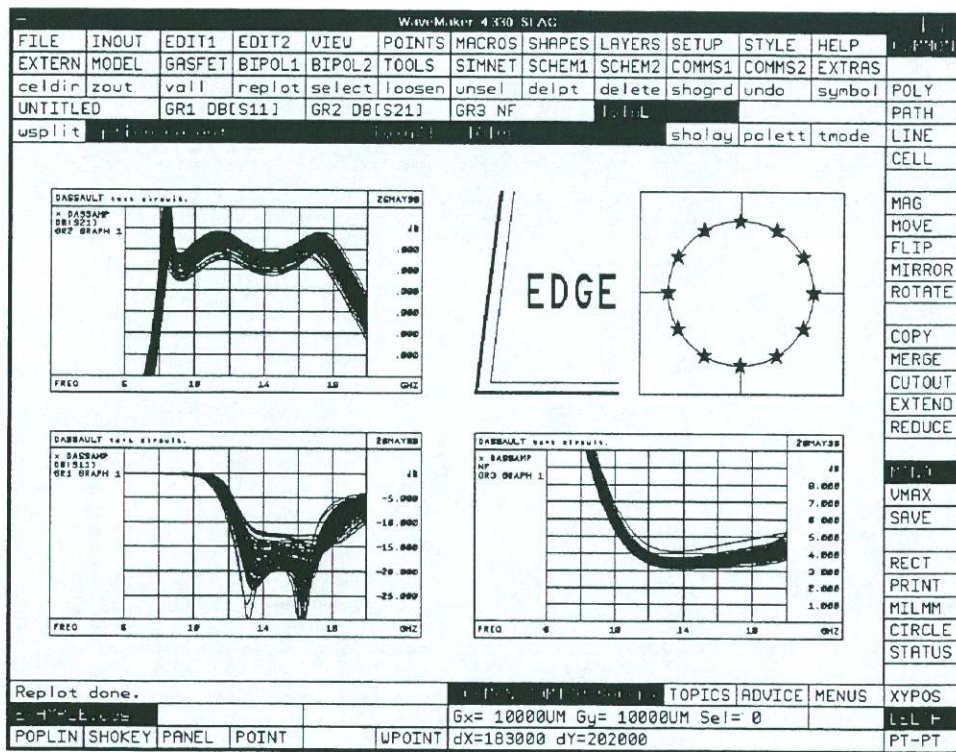 WaveMaker 4.330 SLAC
FILE INOUT EDIT1 EDIT2 VIEW POINTS MACROS SHAPES LAYERS SETUP STYLE HELP
EXTERN MODEL GASFET BIPOL1 BIPOL2 TOOLS SIMNET SCHEM1 SCHEM2 COMMS1 COMMS2 EXTRAS
celdir zout vall replot select loosen unsel delpt delete shogrd undo symbol POLY
UNTITLED GR1 DB[S11] GR2 DB[S21] GR3 NF PATH
wsplit sholay palett tmode LINE
CELL
MAG
MOVE
FLIP
MIRROR
ROTATE
COPY
MERGE
CUTOUT
EXTEND
REDUCE
VMAX
SAVE
RECT
PRINT
MILMM
CIRCLE
STATUS
XYPOS
PT-PT
DASSAULT test circuit. 26MAY98
× DASSAMP
DB[S21]
GR2 GRAPH 1
dB
.000
.000
.000
.000
.000
.000
FREQ 6 10 14 18 GHZ
EDGE
DASSAULT test circuit. 26MAY98
× DASSAMP
DB[S11]
GR1 GRAPH 1
dB
-5.000
-10.000
-15.000
-20.000
-25.000
FREQ 6 10 14 18 GHZ
DASSAULT test circuit. 26MAY98
× DASSAMP
NF
GR3 GRAPH 1
dB
8.000
7.000
6.000
5.000
4.000
3.000
2.000
1.000
FREQ 6 10 14 18 GHZ
Replot done. TOPICS ADVICE MENUS
Gx= 10000UM Gy= 10000UM Sel= 0
POPLIN SHOKEY PANEL POINT WPOINT dX=183000 dY=202000